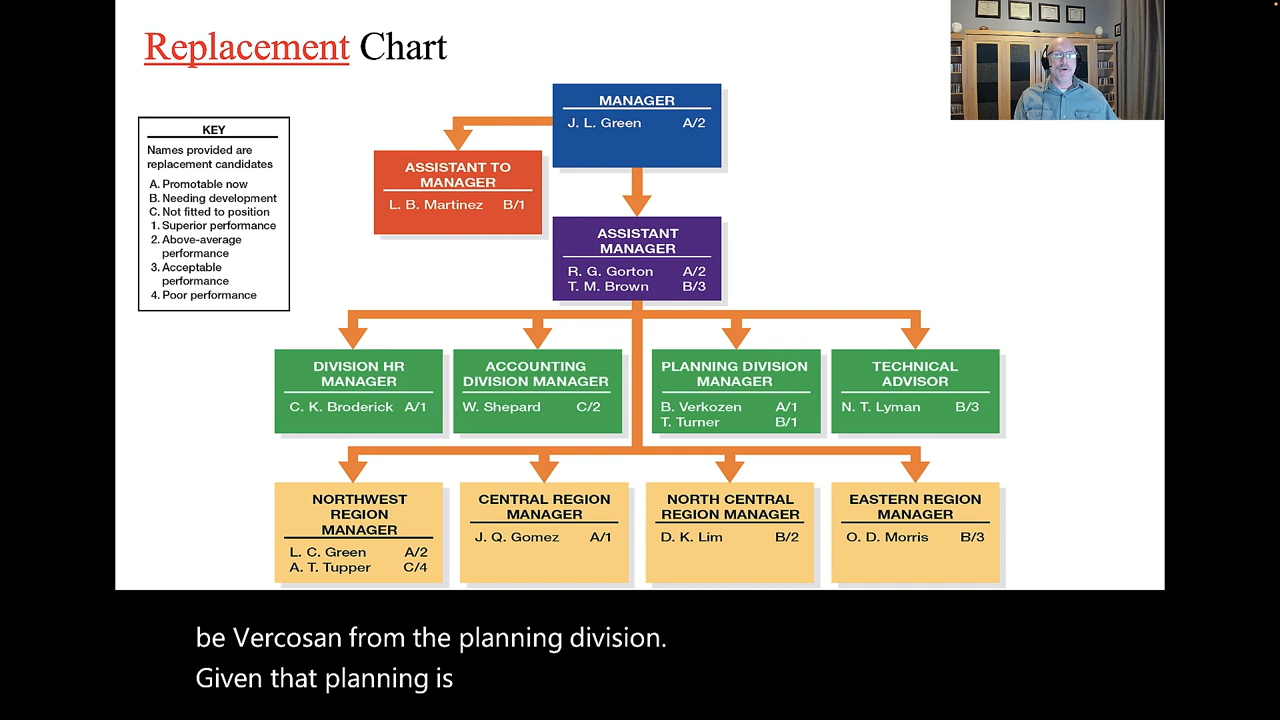 Replacement Chart
KEY
Names provided are
replacement candidates
A. Promotable now
B. Needing development
C. Not fitted to position
1. Superior performance
2. Above-average
performance
3. Acceptable
performance
4. Poor performance
MANAGER
J. L. Green A/2
ASSISTANT TO
MANAGER
L. B. Martinez B/1
ASSISTANT
MANAGER
R. G. Gorton A/2
T. M. Brown B/3
DIVISION HR
MANAGER
C. K. Broderick A/1
ACCOUNTING
DIVISION MANAGER
W. Shepard C/2
PLANNING DIVISION
MANAGER
B. Verkozen A/1
T. Turner B/1
TECHNICAL
ADVISOR
N. T. Lyman B/3
NORTHWEST
REGION
MANAGER
L. C. Green A/2
A. T. Tupper C/4
CENTRAL REGION
MANAGER
J. Q. Gomez A/1
NORTH CENTRAL
REGION MANAGER
D. K. Lim B/2
EASTERN REGION
MANAGER
O. D. Morris B/3
be Vercosan from the planning division.
Given that planning is